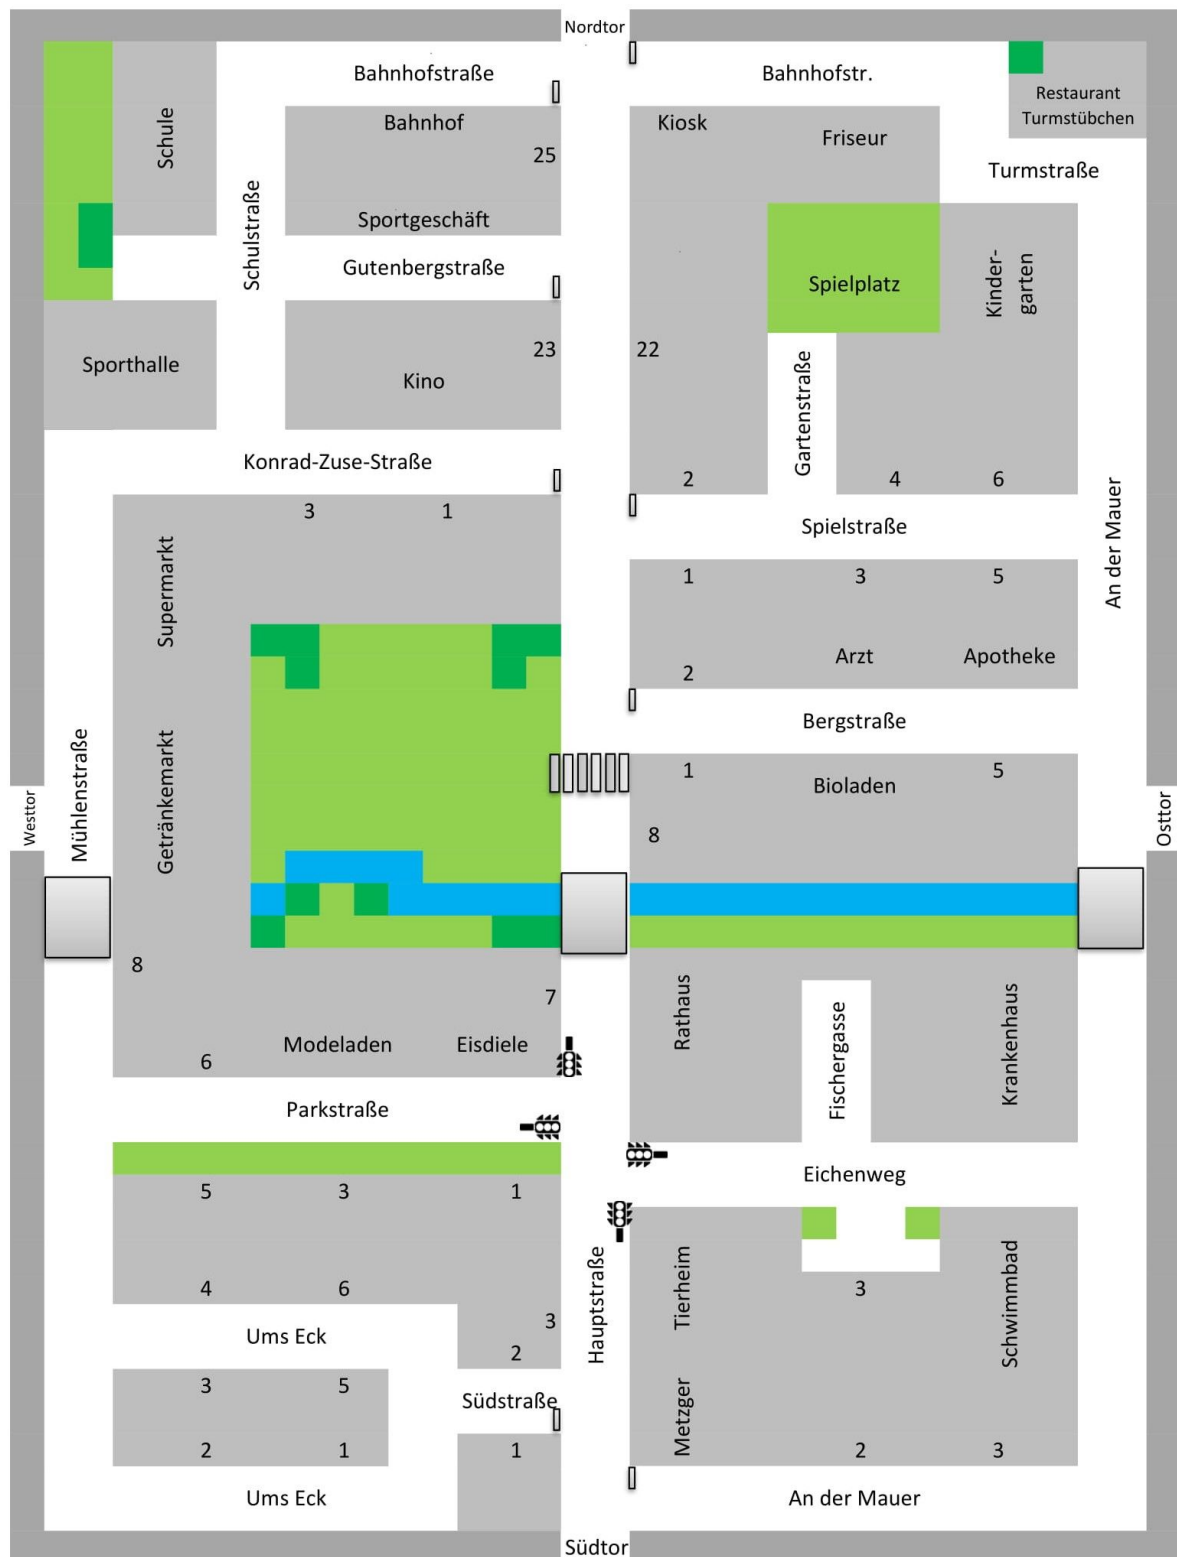 Nordtor
Bahnhofstraße
Bahnhofstr.
Restaurant
Turmstübchen
Schule
Bahnhof
25
Kiosk
Friseur
Turmstraße
Schulstraße
Sportgeschäft
Gutenbergstraße
Spielplatz
Kinder-
garten
Sporthalle
23
Kino
22
Gartenstraße
Konrad-Zuse-Straße
2
4
6
An der Mauer
3
1
Spielstraße
Supermarkt
1
3
5
Arzt
Apotheke
2
Bergstraße
Mühlenstraße
Getränkemarkt
1
Bioladen
5
Westtor
8
Osttor
8
7
Rathaus
Fischergasse
Krankenhaus
6
Modeladen
Eisdiele
Parkstraße
Eichenweg
5
3
1
4
6
3
2
Hauptstraße
Tierheim
3
Schwimmbad
Ums Eck
3
5
Südstraße
Metzger
2
1
1
2
3
Ums Eck
An der Mauer
Südtor